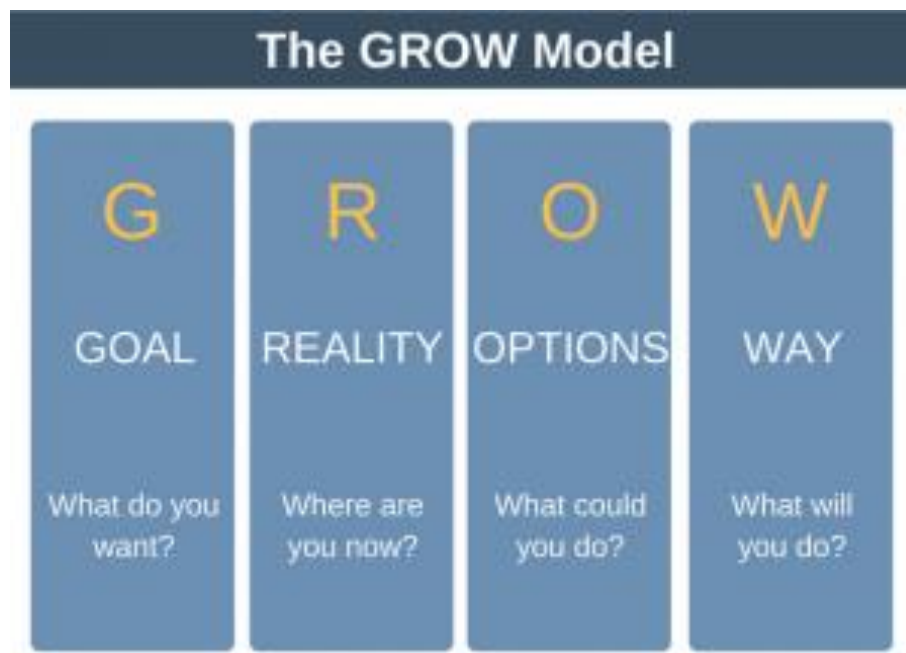 The GROW Model
G
GOAL
What do you
want?
R
REALITY
Where are
you now?
O
OPTIONS
What could
you do?
W
WAY
What will
you do?